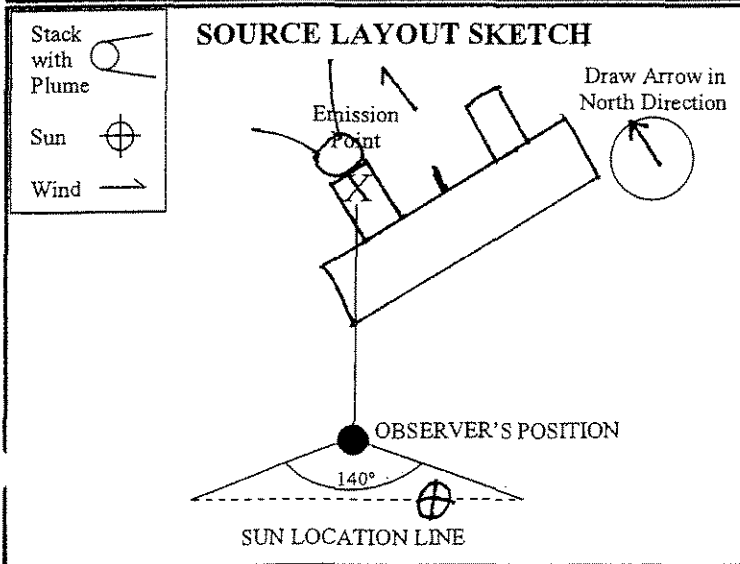 Stack
with
Plume
Sun
Wind
SOURCE LAYOUT SKETCH
Emission
Point
X
Draw Arrow in
North Direction
OBSERVER'S POSITION
140°
SUN LOCATION LINE